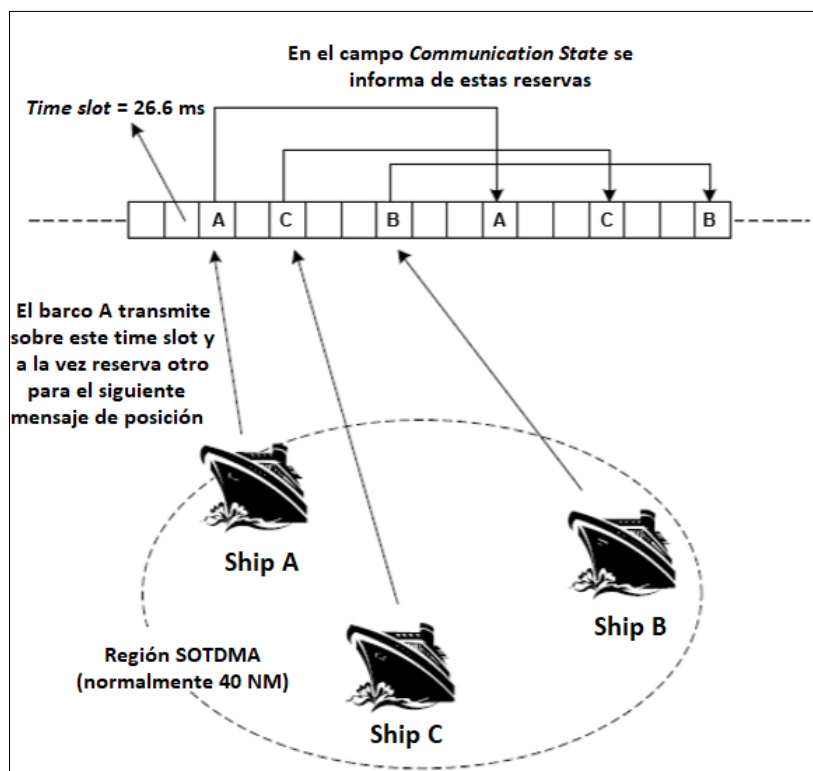 En el campo Communication State se
informa de estas reservas
Time slot = 26.6 ms
A C B A C B
El barco A transmite
sobre este time slot y
a la vez reserva otro
para el siguiente
mensaje de posición
Ship A
Ship B
Región SOTDMA
(normalmente 40 NM)
Ship C